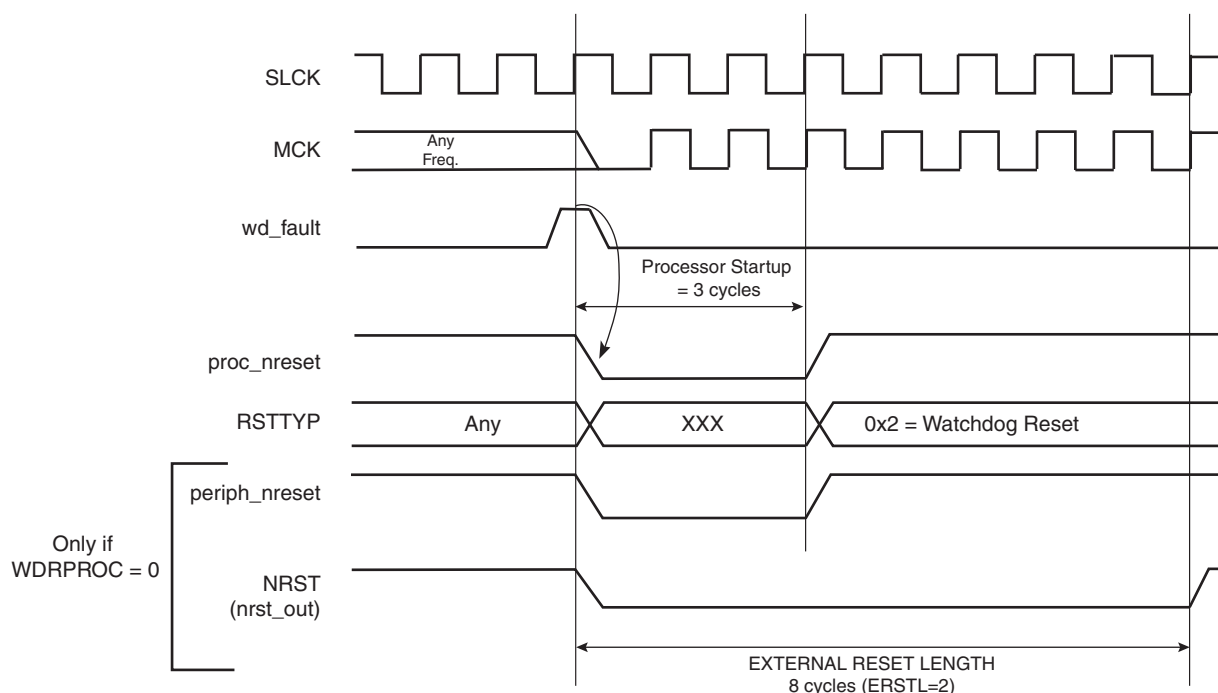 SLCK
MCK
Any
Freq.
wd_fault
Processor Startup
= 3 cycles
proc_nreset
RSTTYP
Any
XXX
0x2 = Watchdog Reset
periph_nreset
Only if
WDRPROC = 0
NRST
(nrst_out)
EXTERNAL RESET LENGTH
8 cycles (ERSTL=2)